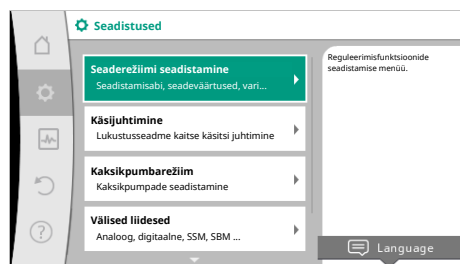 Seadistused
Seaderežiimi seadistamine
Seadistamisabi, seadeväärtused, vari...
Käsijuhtimine
Lukustusseadme kaitse käsitsi juhtimine
Kaksikpumbarežiim
Kaksikpumpade seadistamine
Välised liidesed
Analoog, digitaalne, SSM, SBM ...
Reguleerimisfunktsioonide
seadistamise menüü.
Language